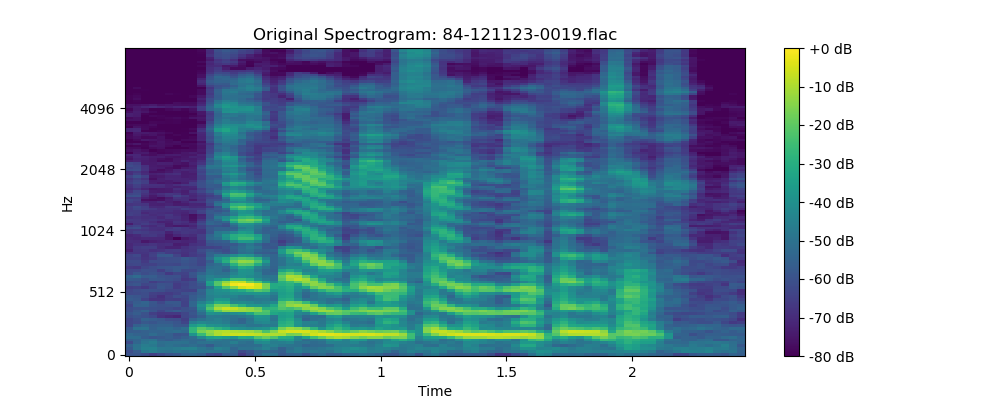 Original Spectrogram: 84-121123-0019.flac
Hz
4096
2048
1024
512
0
0
0.5
1
1.5
2
Time
+0 dB
-10 dB
-20 dB
-30 dB
-40 dB
-50 dB
-60 dB
-70 dB
-80 dB